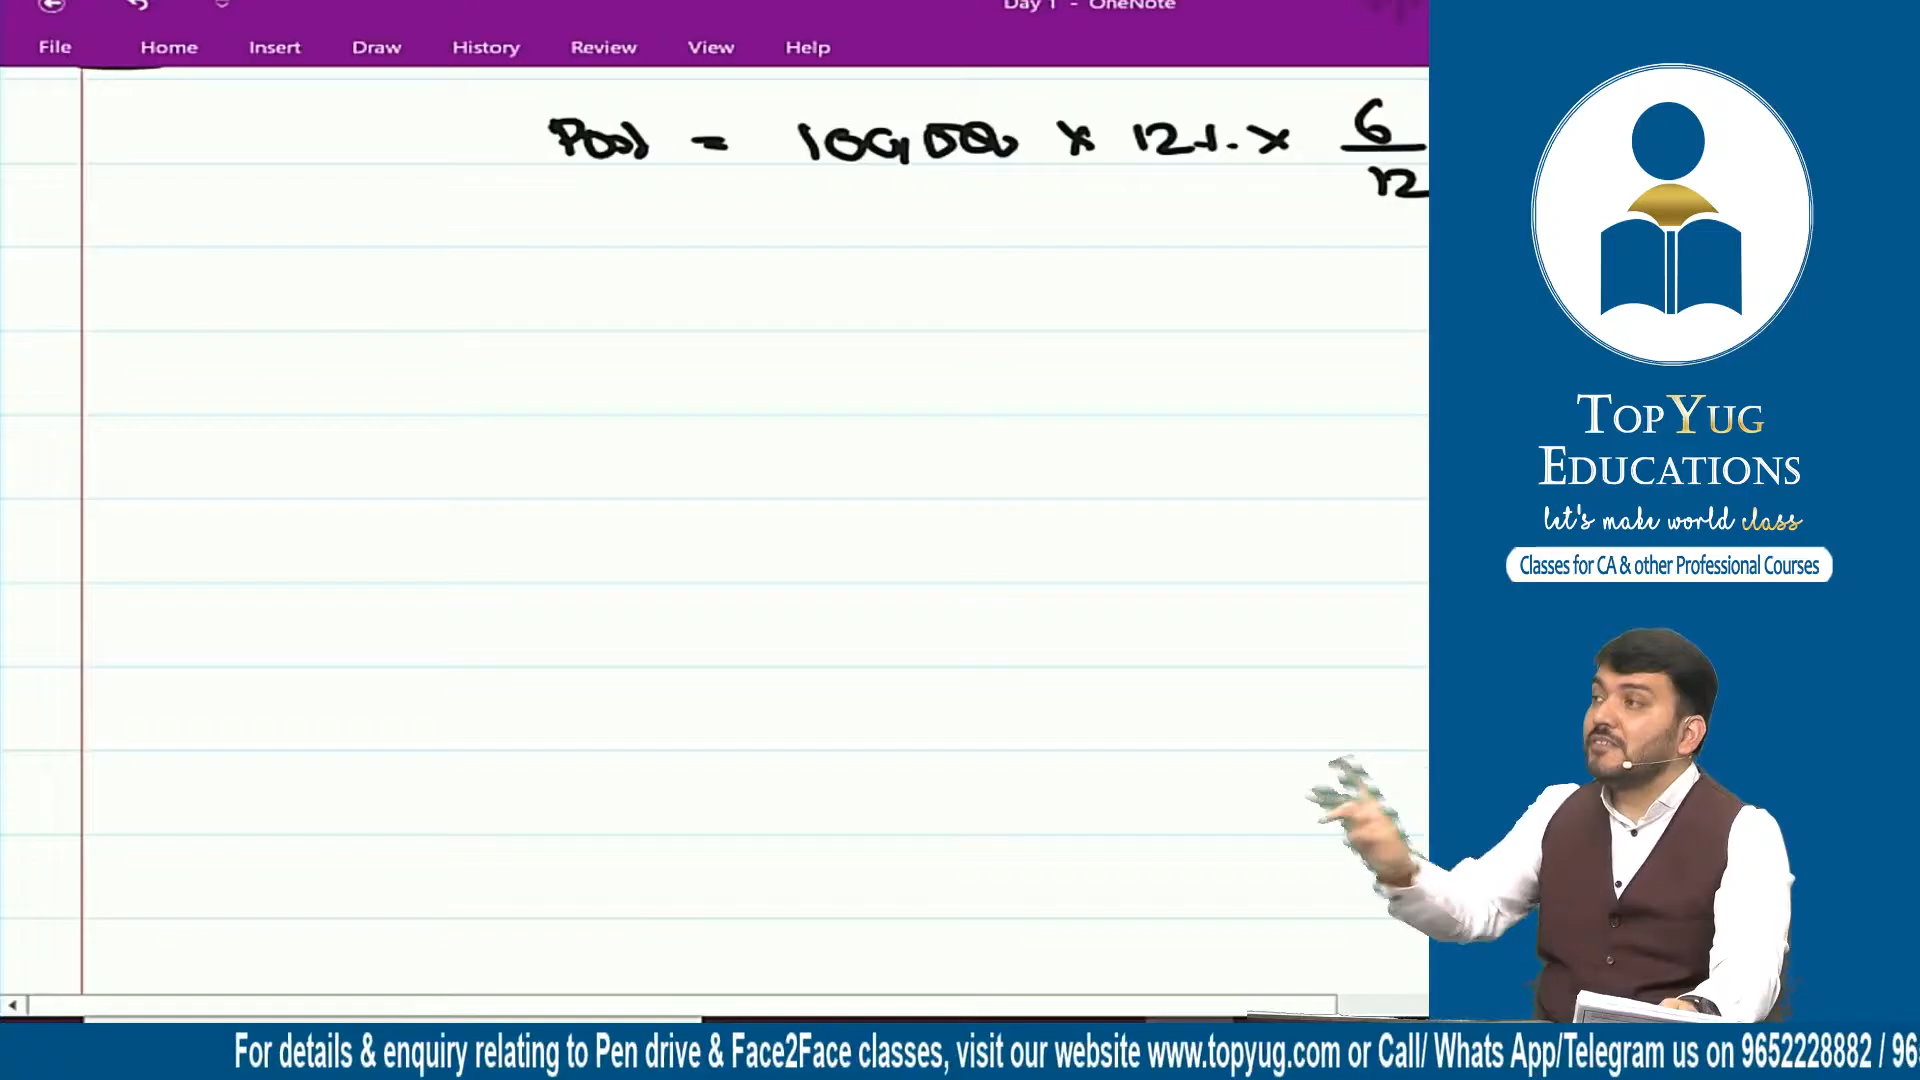 Day 1 - OneNote
File Home Insert Draw History Review View Help
= 100,000 × 12% × 6/12
TOPYUG
EDUCATIONS
let's make world class
Classes for CA & other Professional Courses
For details & enquiry relating to Pen drive & Face2Face classes, visit our website www.topyug.com or Call/ Whats App/Telegram us on 9652228882 / 96